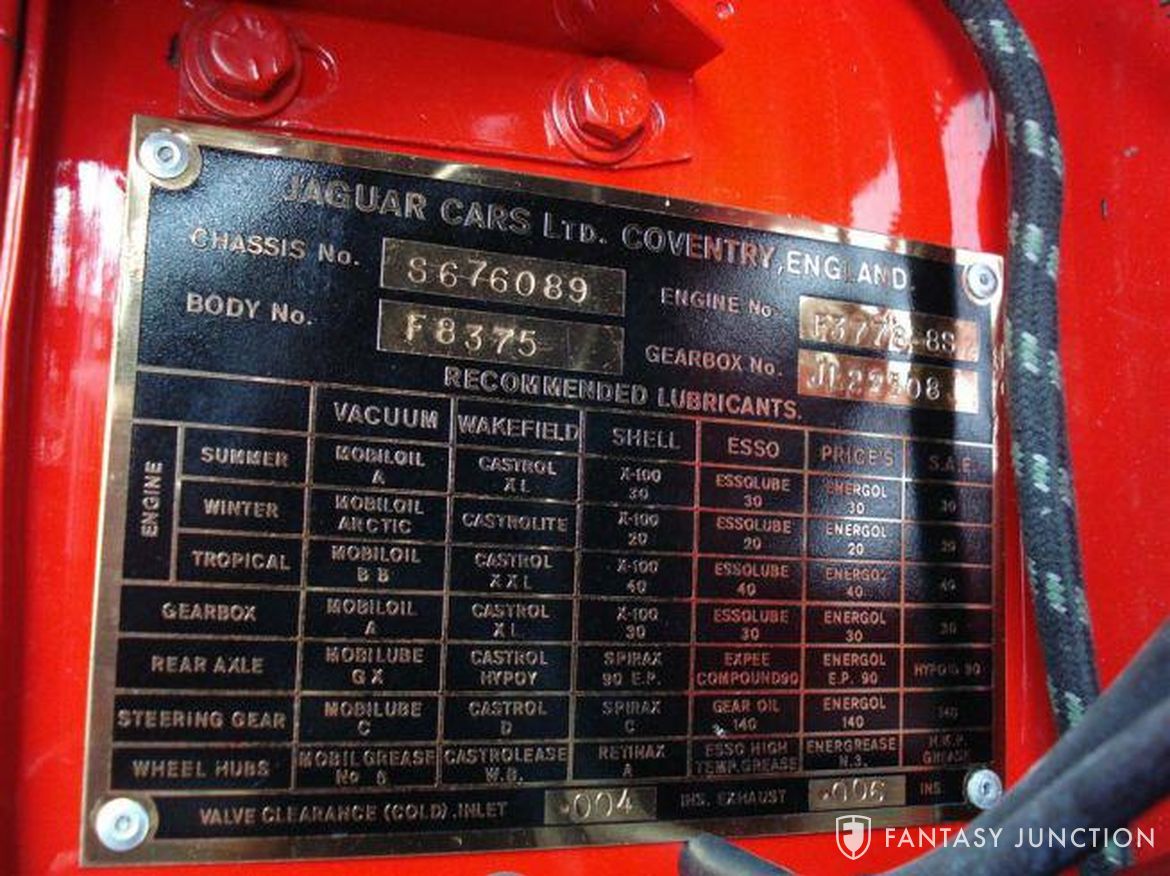 JAGUAR CARS LTD. COVENTRY, ENGLAND.
CHASSIS No. S676089 ENGINE No.
BODY No. F8375 GEARBOX No.
RECOMMENDED LUBRICANTS.
VACUUM WAKEFIELD SHELL ESSO PRICE'S S.A.E.
ENGINE
SUMMER MOBILOIL A CASTROL XL X-100 30 ESSOLUBE 30 ENERGOL 30 30
WINTER MOBILOIL ARCTIC CASTROLITE X-100 20 ESSOLUBE 20 ENERGOL 20 20
TROPICAL MOBILOIL BB CASTROL XXL X-100 40 ESSOLUBE 40 ENERGOL 40 40
GEARBOX MOBILOIL A CASTROL XL X-100 30 ESSOLUBE 30 ENERGOL 30 30
REAR AXLE MOBILUBE GX CASTROL HYPOY SPIRAX 90 E.P. EXPEE COMPOUND90 ENERGOL E.P. 90 HYPOID 90
STEERING GEAR MOBILUBE C CASTROL D SPIRAX C GEAR OIL 140 ENERGOL 140 140
WHEEL HUBS MOBILGREASE No 5 CASTROLEASE W.B. RETINAX A ESSO HIGH TEMP. GREASE ENERGREASE N.3. GREASE
VALVE CLEARANCE (COLD) .INLET .004 INS. EXHAUST .006 INS
FANTASY JUNCTION